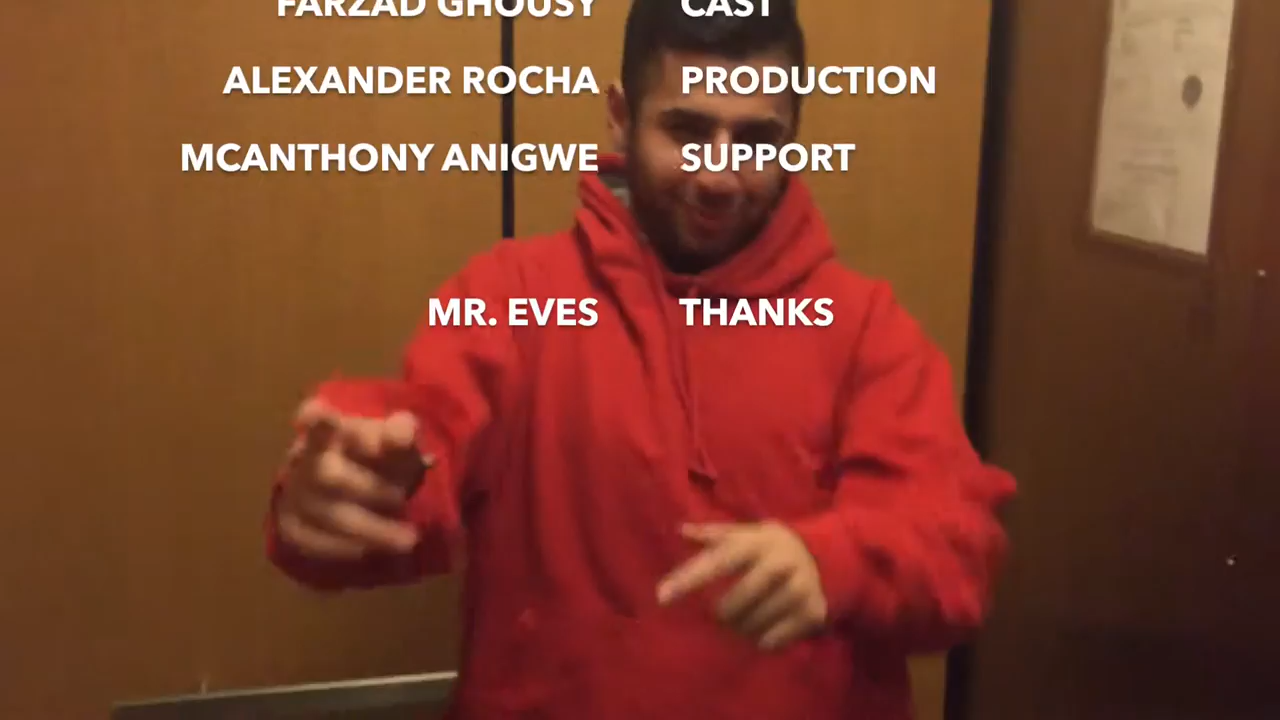 FARZAD GHOUSY CAST
ALEXANDER ROCHA PRODUCTION
MCANTHONY ANIGWE SUPPORT
MR. EVES THANKS